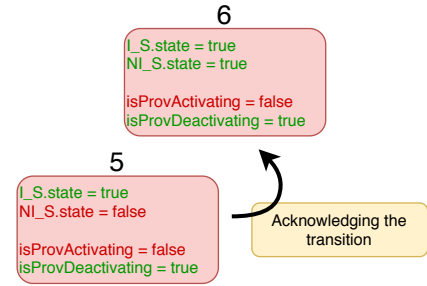 6
I_S.state = true
NI_S.state = true
isProvActivating = false
isProvDeactivating = true
5
I_S.state = true
NI_S.state = false
isProvActivating = false
isProvDeactivating = true
Acknowledging the
transition